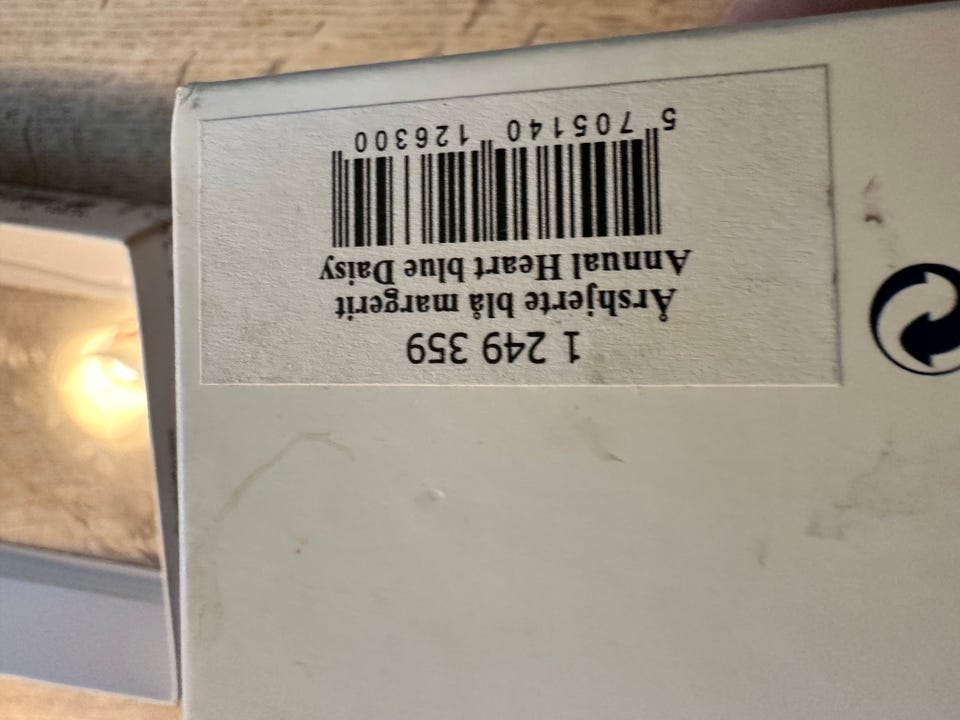 1 249 359
Årshjerte blå margerit
Annual Heart blue Daisy
5 705140 126300